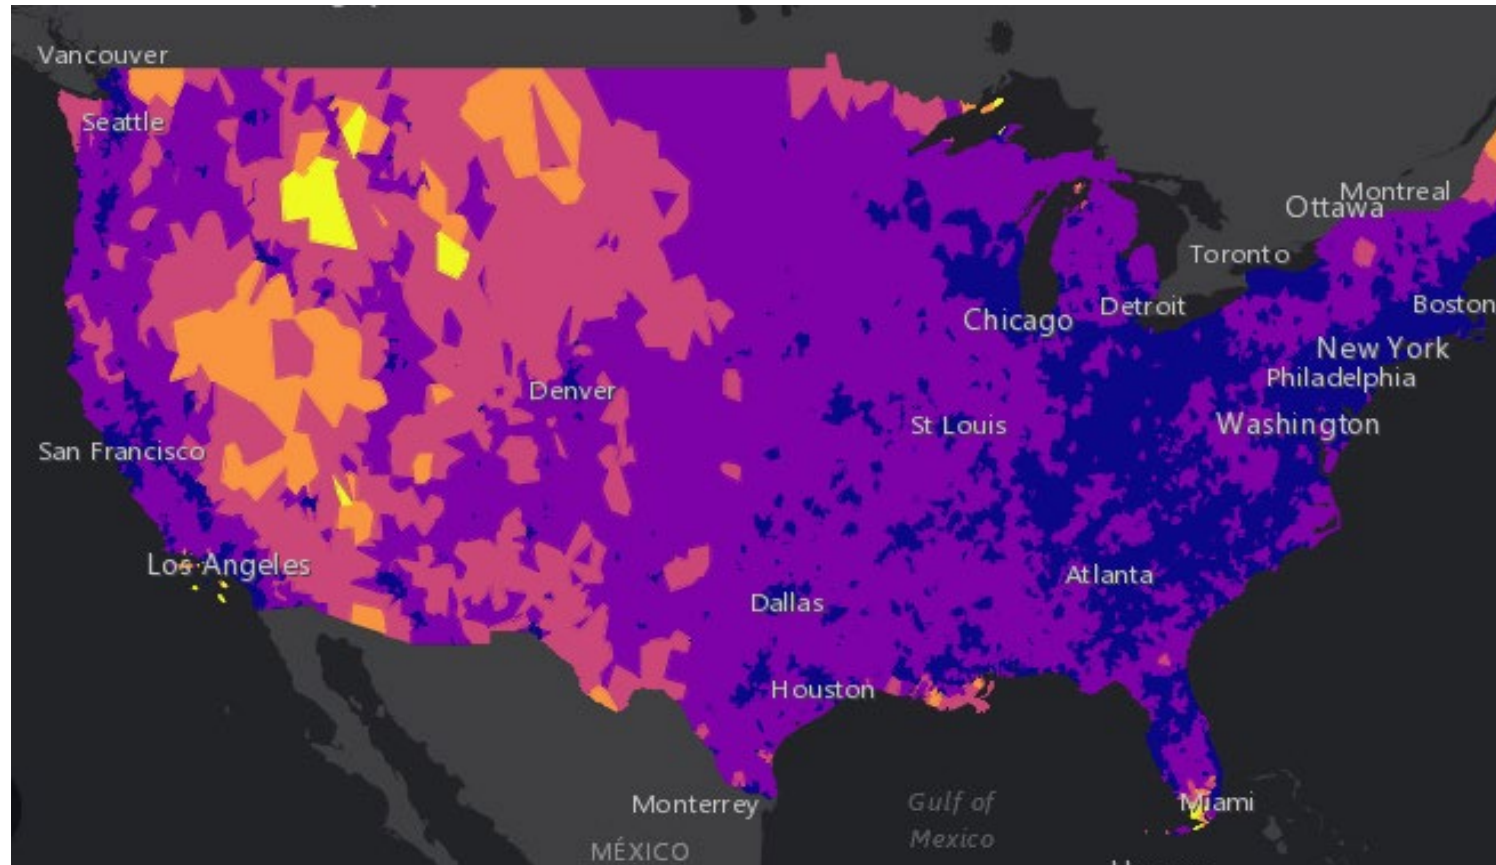 Vancouver
Seattle
Montreal
Ottawa
Toronto
Boston
Detroit
Chicago
New York
Philadelphia
Denver
Washington
St Louis
San Francisco
Los Angeles
Atlanta
Dallas
Houston
Miami
Monterrey
Gulf of
Mexico
MÉXICO